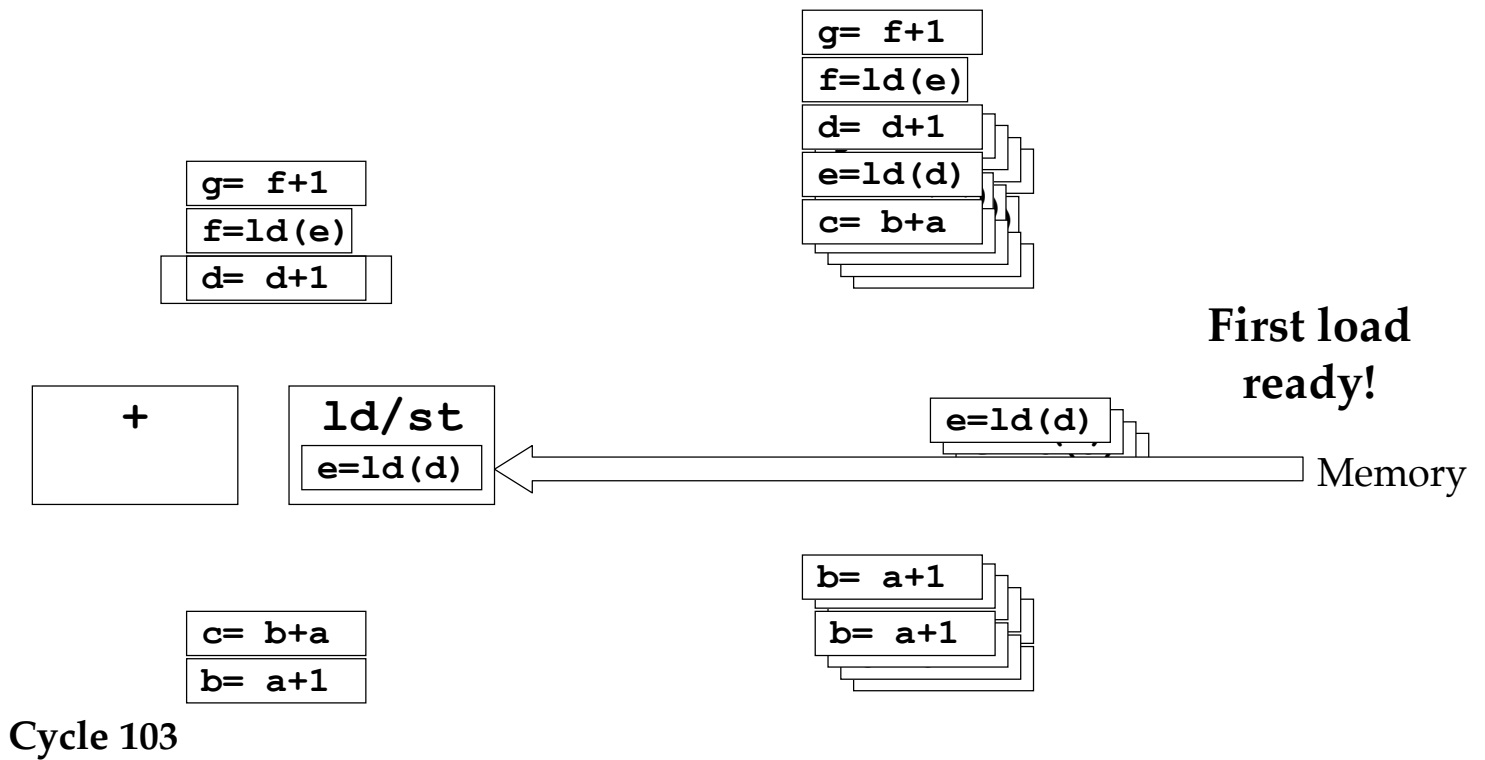 g= f+1
f=ld(e)
d= d+1
e=ld(d)
c= b+a
g= f+1
f=ld(e)
d= d+1
First load
ready!
+
ld/st
e=ld(d)
e=ld(d)
Memory
b= a+1
b= a+1
c= b+a
b= a+1
Cycle 103